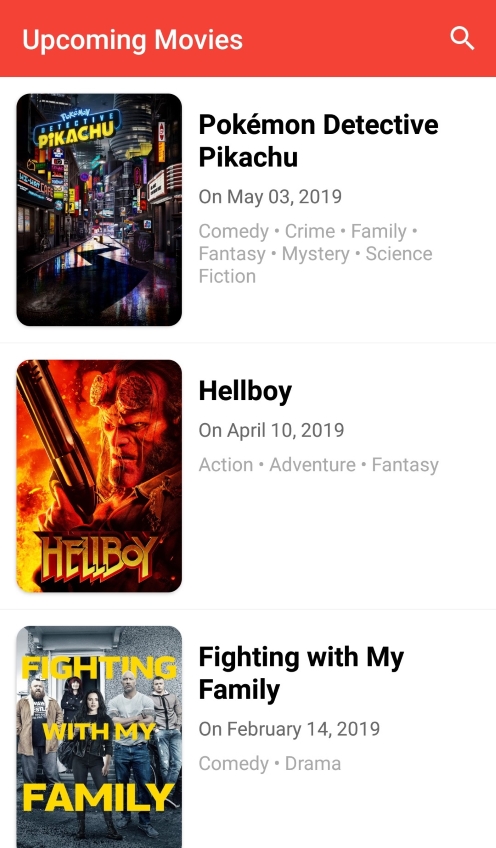 Upcoming Movies
POKÉMON
DETECTIVE
PIKACHU
Pokémon Detective
Pikachu
On May 03, 2019
Comedy • Crime • Family •
Fantasy • Mystery • Science
Fiction
HELLBOY
Hellboy
On April 10, 2019
Action • Adventure • Fantasy
FIGHTING
WITH MY
FAMILY
Fighting with My
Family
On February 14, 2019
Comedy • Drama